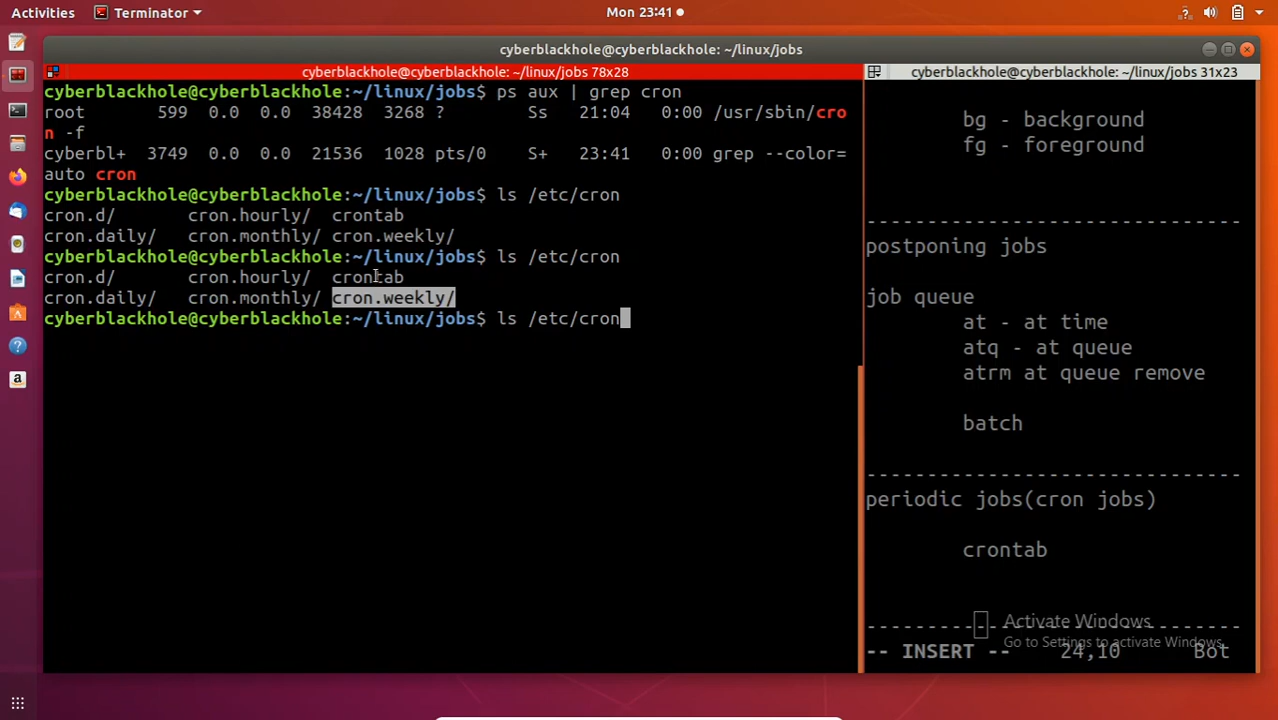 Activities
Terminator
Mon 23:41
cyberblackhole@cyberblackhole: ~/linux/jobs
cyberblackhole@cyberblackhole: ~/linux/jobs 78x28
cyberblackhole@cyberblackhole:~/linux/jobs$ ps aux | grep cron
root       599  0.0  0.0  38428  3268 ?        Ss   21:04   0:00 /usr/sbin/cro
n -f
cyberbl+  3749  0.0  0.0  21536  1028 pts/0    S+   23:41   0:00 grep --color=
auto cron
cyberblackhole@cyberblackhole:~/linux/jobs$ ls /etc/cron
cron.d/       cron.hourly/  crontab
cron.daily/   cron.monthly/ cron.weekly/
cyberblackhole@cyberblackhole:~/linux/jobs$ ls /etc/cron
cron.d/       cron.hourly/  crontab
cron.daily/   cron.monthly/ cron.weekly/
cyberblackhole@cyberblackhole:~/linux/jobs$ ls /etc/cron
cyberblackhole@cyberblackhole: ~/linux/jobs 31x23
bg - background
fg - foreground
-------------------------------
postponing jobs
job queue
at - at time
atq - at queue
atrm at queue remove
batch
-------------------------------
periodic jobs(cron jobs)
crontab
-------------------------------
Activate Windows
Go to Settings to activate Windows.
-- INSERT --    24,10    Bot